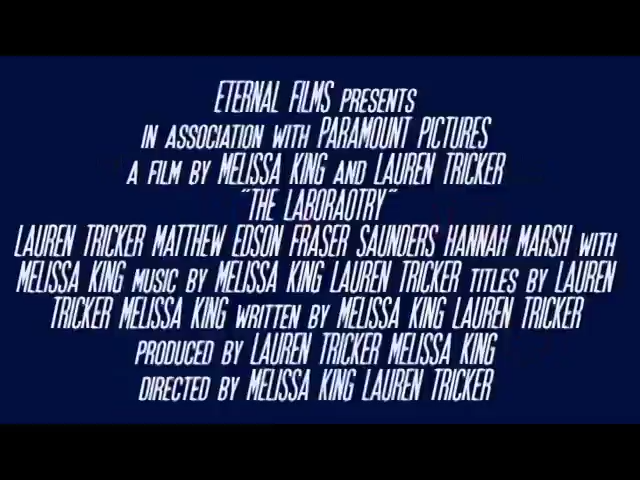 ETERNAL FILMS PRESENTS
IN ASSOCIATION WITH PARAMOUNT PICTURES
A FILM BY MELISSA KING AND LAUREN TRICKER
"THE LABORAOTRY"
LAUREN TRICKER MATTHEW EDSON FRASER SAUNDERS HANNAH MARSH WITH
MELISSA KING MUSIC BY MELISSA KING LAUREN TRICKER TITLES BY LAUREN
TRICKER MELISSA KING WRITTEN BY MELISSA KING LAUREN TRICKER
PRODUCED BY LAUREN TRICKER MELISSA KING
DIRECTED BY MELISSA KING LAUREN TRICKER